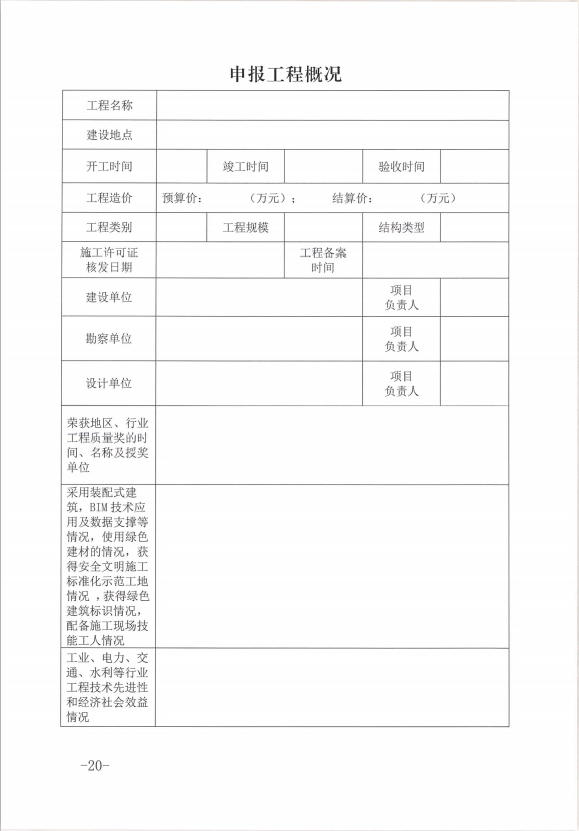 申报工程概况
工程名称
建设地点
开工时间 竣工时间 验收时间
工程造价 预算价: （万元）; 结算价: （万元）
工程类别 工程规模 结构类型
施工许可证
核发日期
工程备案
时间
建设单位
项目
负责人
勘察单位
项目
负责人
设计单位
项目
负责人
荣获地区、行业
工程质量奖的时
间、名称及授奖
单位
采用装配式建
筑，BIM技术应
用及数据支撑等
情况，使用绿色
建材的情况，获
得安全文明施工
标准化示范工地
情况，获得绿色
建筑标识情况，
配备施工现场技
能工人情况
工业、电力、交
通、水利等行业
工程技术先进性
和经济社会效益
情况
-20-